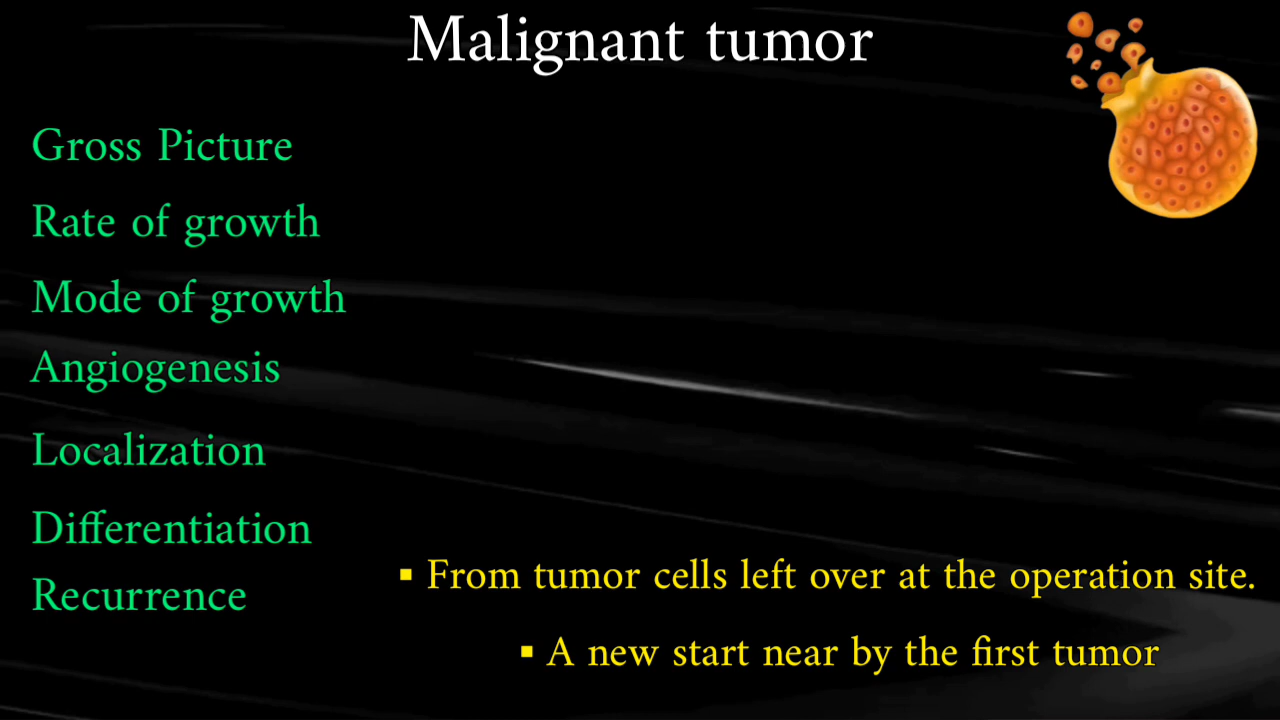 Malignant tumor
Gross Picture
Rate of growth
Mode of growth
Angiogenesis
Localization
Differentiation
Recurrence
▪ From tumor cells left over at the operation site.
▪ A new start near by the first tumor